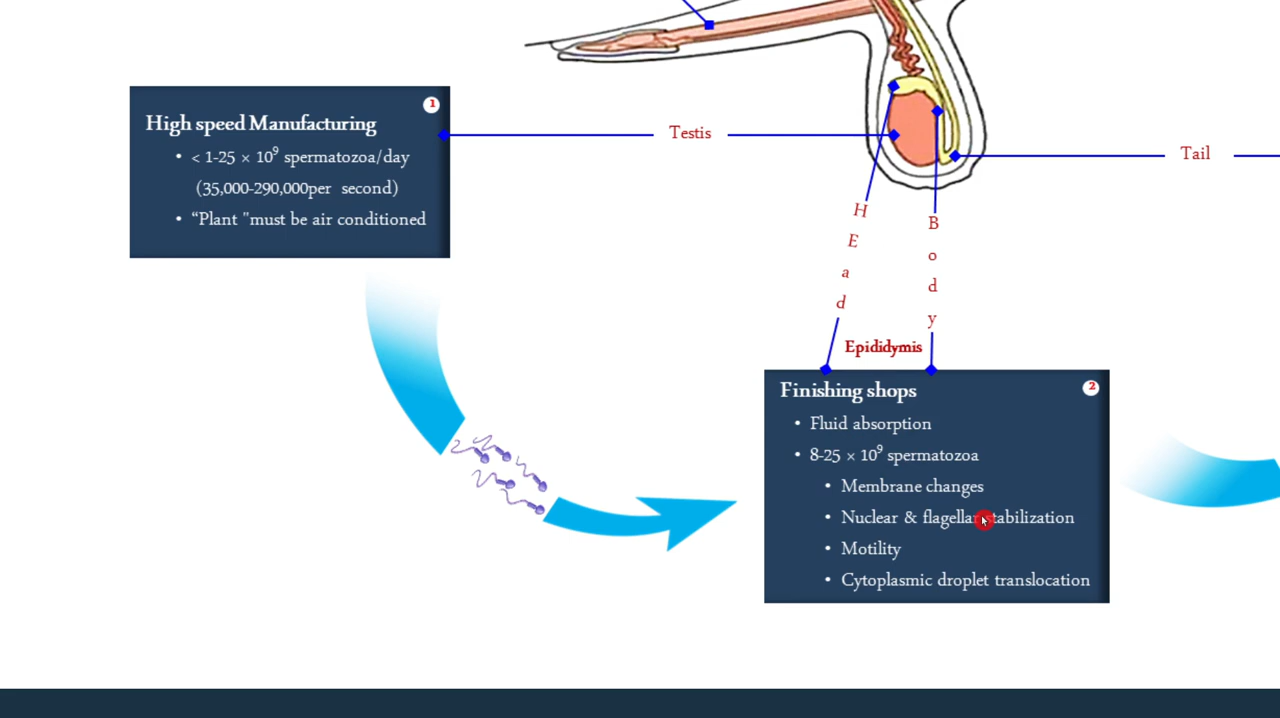 1
High speed Manufacturing
• < 1-25 × 10⁹ spermatozoa/day
(35,000-290,000per second)
• “Plant "must be air conditioned
Testis
Tail
HEad
Body
Epididymis
2
Finishing shops
• Fluid absorption
• 8-25 × 10⁹ spermatozoa
• Membrane changes
• Nuclear & flagellar stabilization
• Motility
• Cytoplasmic droplet translocation